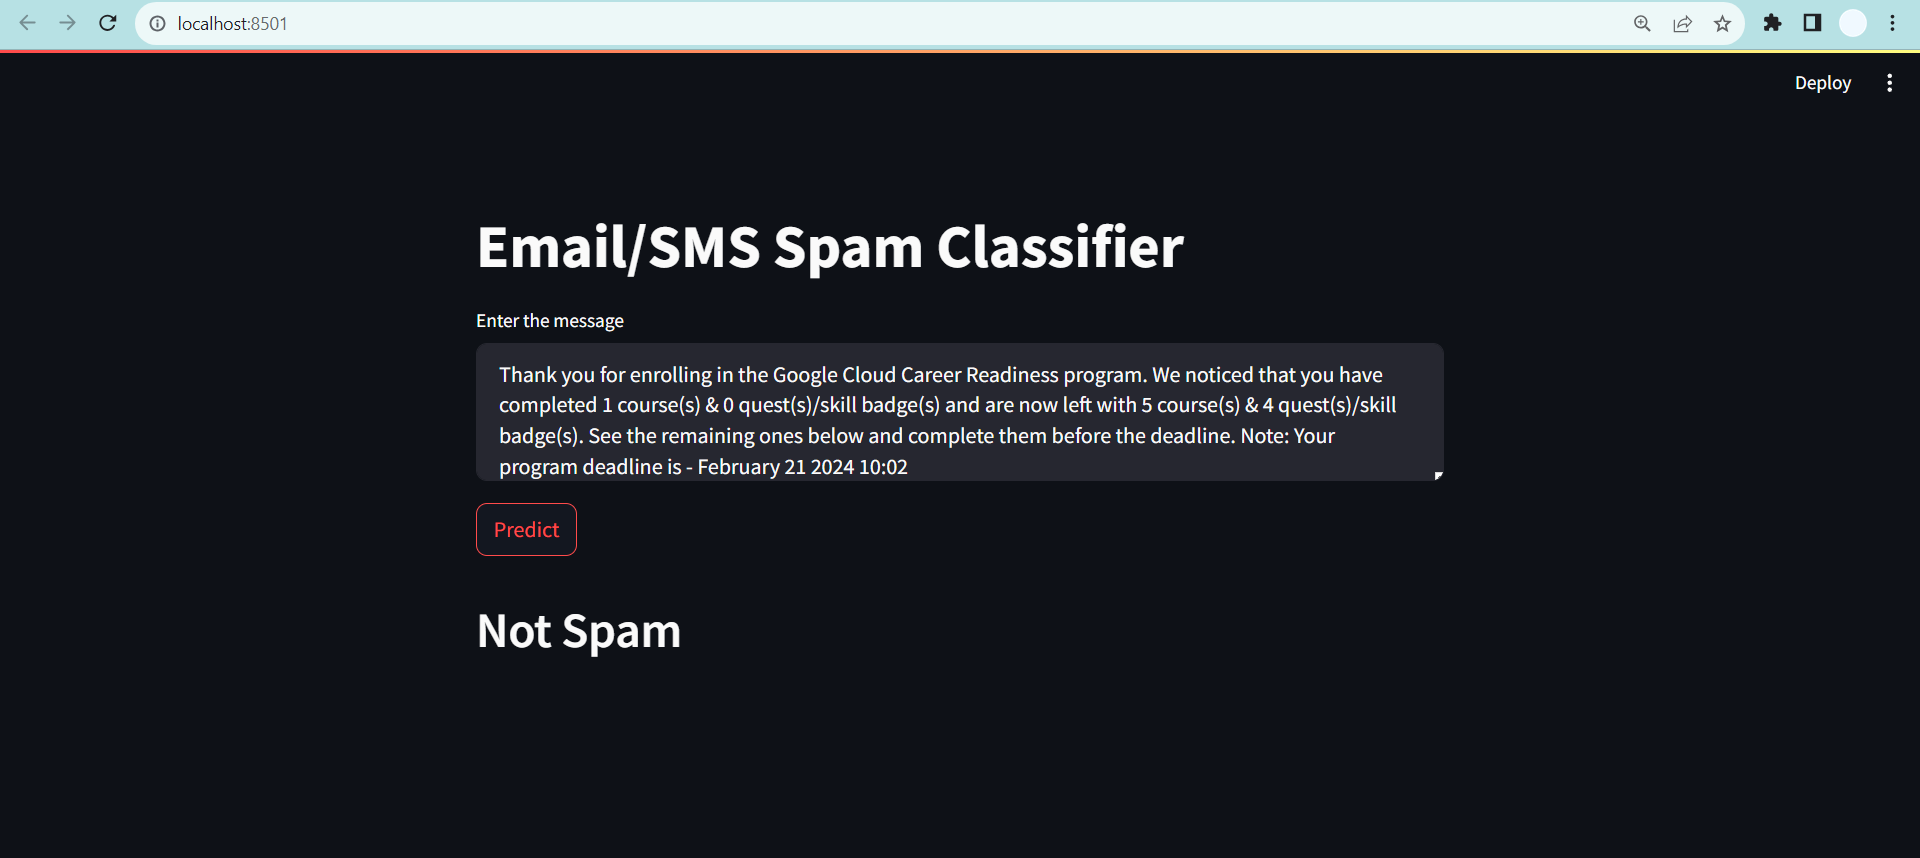 localhost:8501
Deploy
Email/SMS Spam Classifier
Enter the message
Thank you for enrolling in the Google Cloud Career Readiness program. We noticed that you have
completed 1 course(s) & 0 quest(s)/skill badge(s) and are now left with 5 course(s) & 4 quest(s)/skill
badge(s). See the remaining ones below and complete them before the deadline. Note: Your
program deadline is - February 21 2024 10:02
Predict
Not Spam